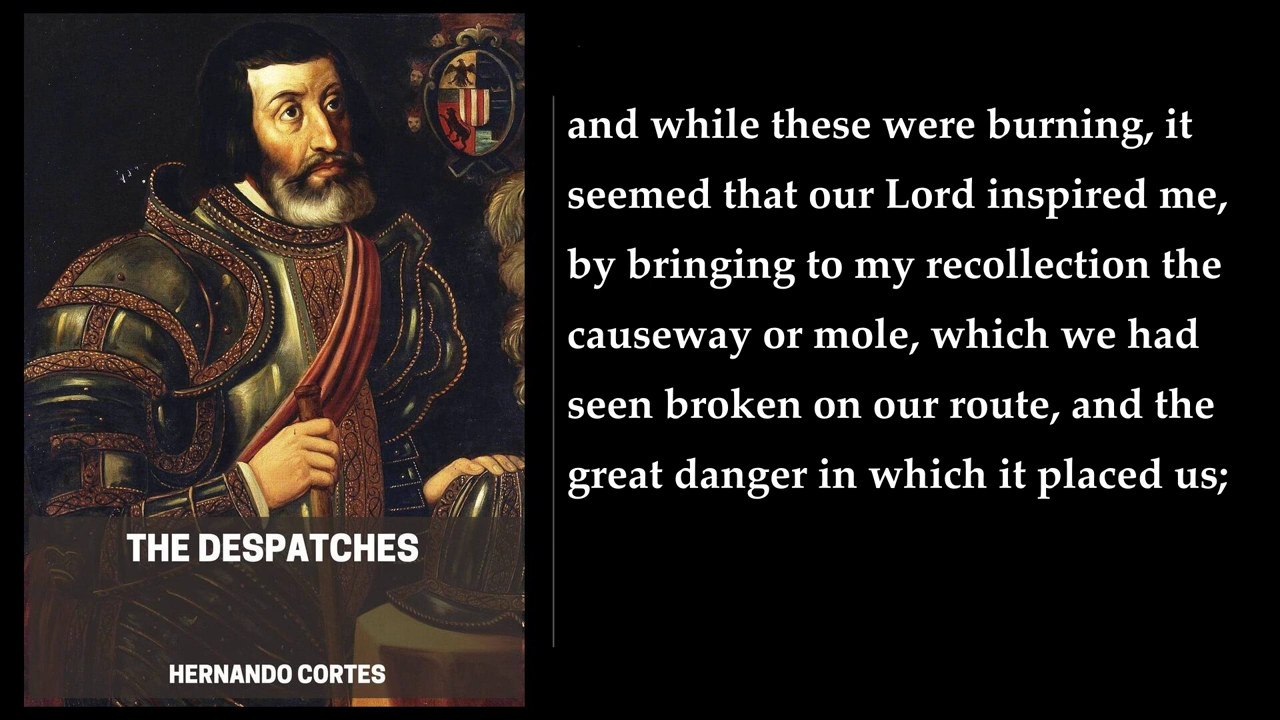 THE DESPATCHES
HERNANDO CORTES
and while these were burning, it
seemed that our Lord inspired me,
by bringing to my recollection the
causeway or mole, which we had
seen broken on our route, and the
great danger in which it placed us;